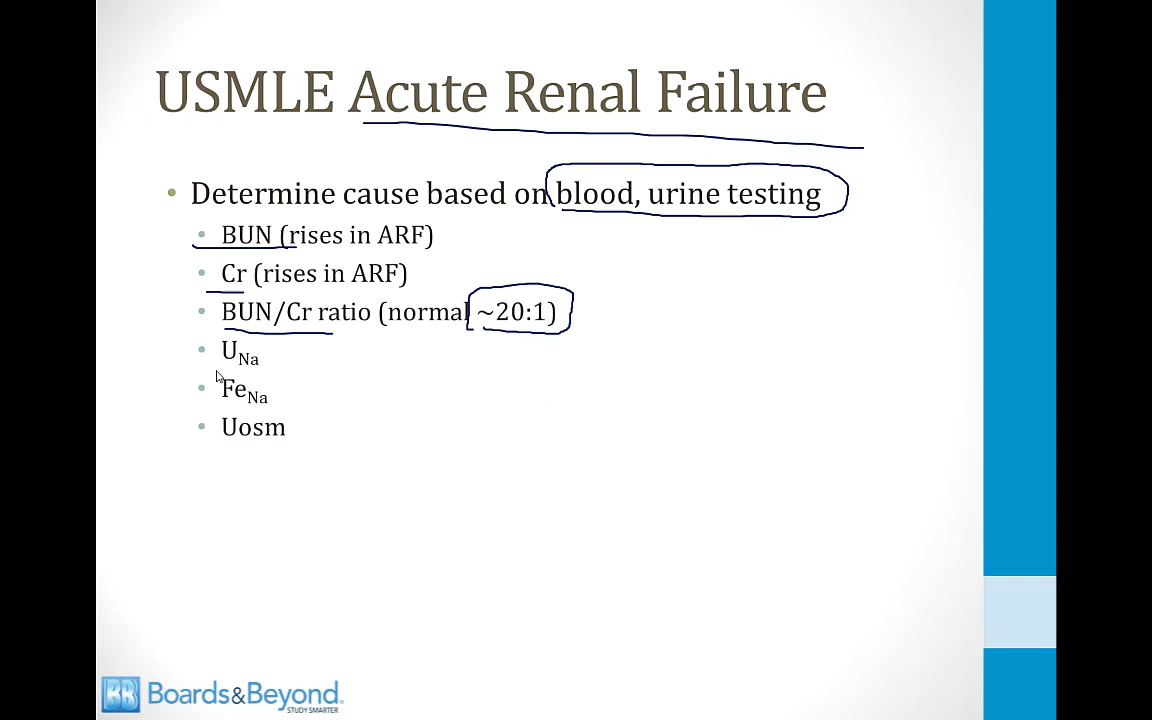 USMLE Acute Renal Failure
• Determine cause based on blood, urine testing
• BUN (rises in ARF)
• Cr (rises in ARF)
• BUN/Cr ratio (normal ~20:1)
• UNa
• FeNa
• Uosm
BB Boards&Beyond.
STUDY SMARTER